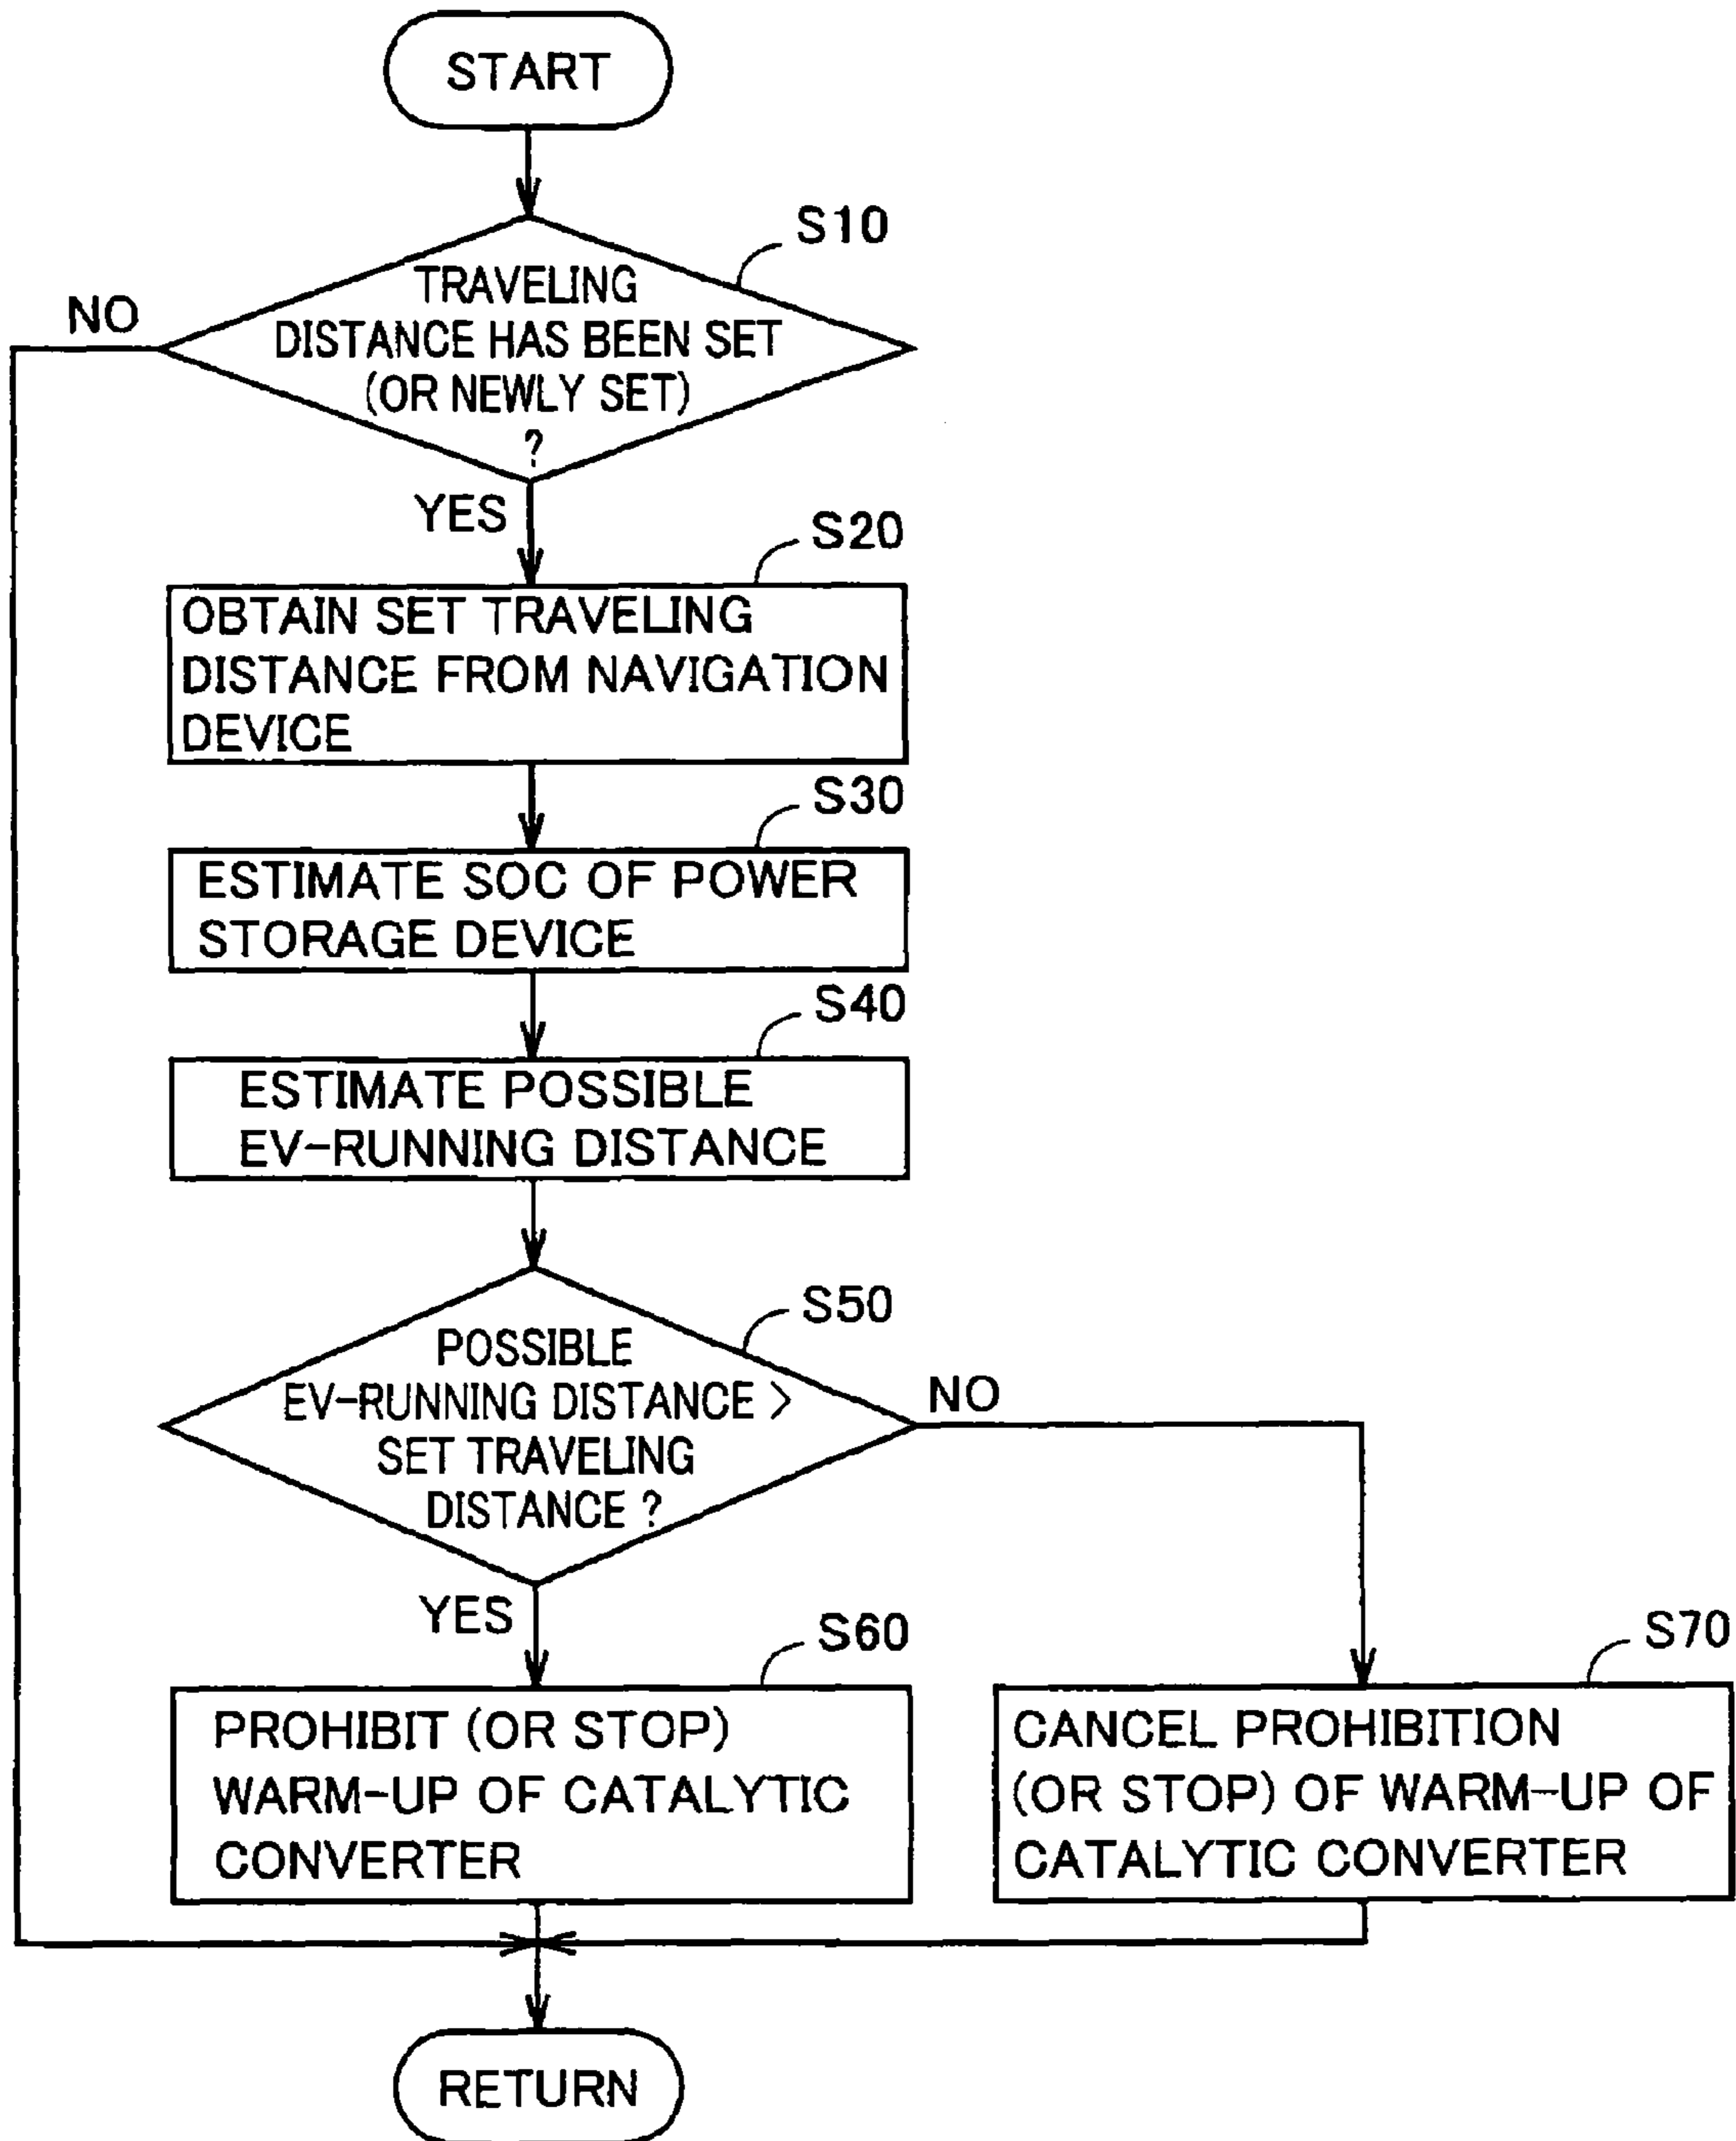 START
S10
TRAVELING
DISTANCE HAS BEEN SET
(OR NEWLY SET)
?
NO
YES
S20
OBTAIN SET TRAVELING
DISTANCE FROM NAVIGATION
DEVICE
S30
ESTIMATE SOC OF POWER
STORAGE DEVICE
S40
ESTIMATE POSSIBLE
EV-RUNNING DISTANCE
S50
POSSIBLE
EV-RUNNING DISTANCE >
SET TRAVELING
DISTANCE ?
NO
YES
S60
PROHIBIT (OR STOP)
WARM-UP OF CATALYTIC
CONVERTER
S70
CANCEL PROHIBITION
(OR STOP) OF WARM-UP OF
CATALYTIC CONVERTER
RETURN